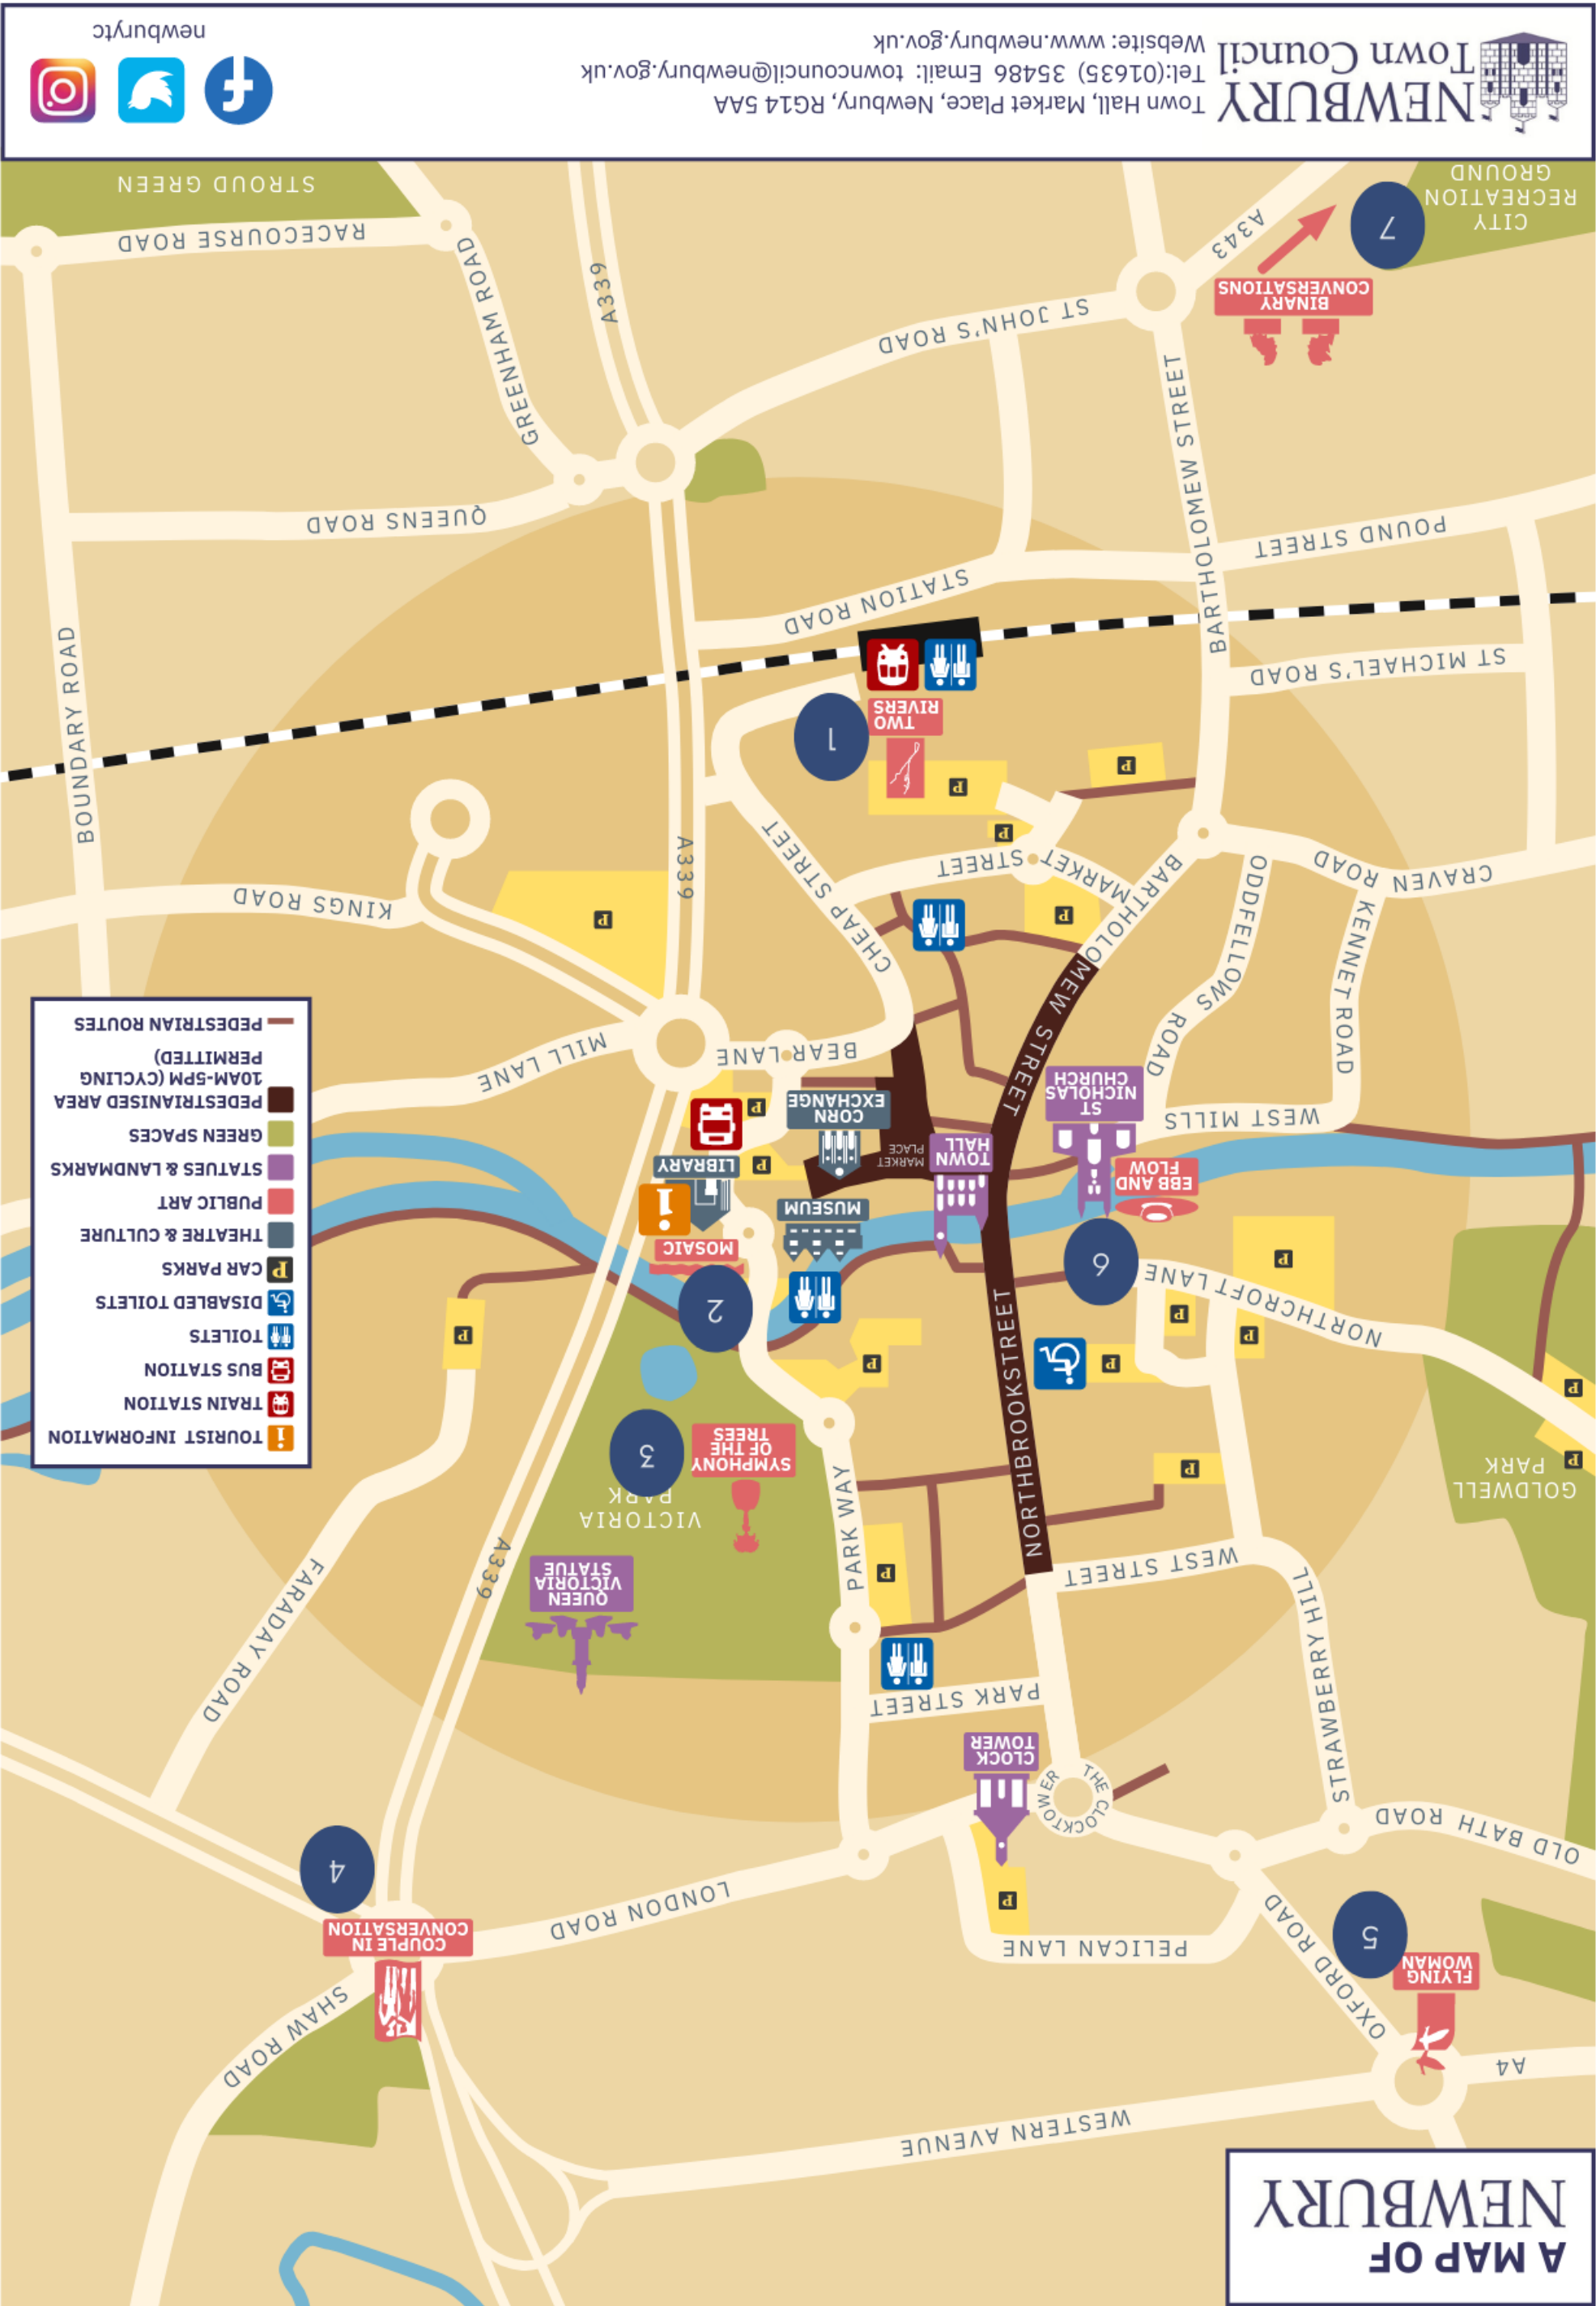 A MAP OF
NEWBURY
A4
WESTERN AVENUE
FLYING
WOMAN
5
OXFORD ROAD
PELICAN LANE
P
SHAW ROAD
COUPLE IN
CONVERSATION
4
LONDON ROAD
OLD BATH ROAD
STRAWBERRY HILL
THE CLOCKTOWER
CLOCK
TOWER
PARK STREET
FARADAY ROAD
A339
QUEEN
VICTORIA
STATUE
VICTORIA
PARK
3
SYMPHONY
OF THE
TREES
PARK WAY
P
WEST STREET
NORTHBROOKSTREET
P
GOLDWELL
PARK
P
P
P
P
P
P
P
P
P
NORTHCROFT LANE
6
2
MOSAIC
i
LIBRARY
MUSEUM
EBB AND
FLOW
TOWN
HALL
MARKET
PLACE
ST
NICHOLAS
CHURCH
CORN
EXCHANGE
P
P
WEST MILLS
BEAR LANE
MILL LANE
KENNET ROAD
ODDFELLOWS ROAD
BARTHOLOMEW STREET
CHEAP STREET
P
P
KINGS ROAD
CRAVEN ROAD
MARKET STREET
A339
P
P
P
1
TWO
RIVERS
BOUNDARY ROAD
ST MICHAEL'S ROAD
STATION ROAD
POUND STREET
BARTHOLOMEW STREET
QUEENS ROAD
GREENHAM ROAD
ST JOHN'S ROAD
A339
BINARY
CONVERSATIONS
7
A343
CITY
RECREATION
GROUND
RACECOURSE ROAD
STROUD GREEN
i TOURIST INFORMATION
TRAIN STATION
BUS STATION
TOILETS
DISABLED TOILETS
P CAR PARKS
THEATRE & CULTURE
PUBLIC ART
STATUES & LANDMARKS
GREEN SPACES
PEDESTRIANISED AREA
10AM-5PM (CYCLING
PERMITTED)
PEDESTRIAN ROUTES
NEWBURY
Town Council
Town Hall, Market Place, Newbury, RG14 5AA
Tel:(01635) 35486 Email: towncouncil@newbury.gov.uk
Website: www.newbury.gov.uk
newburytc